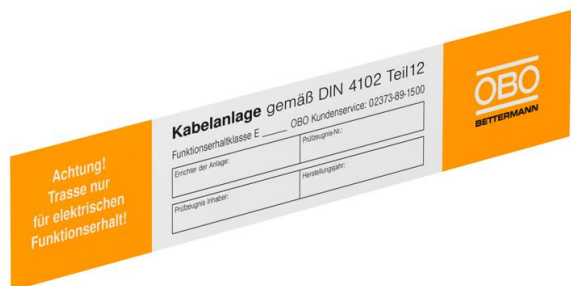 Achtung!
Trasse nur
für elektrischen
Funktionserhalt!
Kabelanlage gemäß DIN 4102 Teil12
Funktionserhaltklasse E ____ OBO Kundenservice: 02373-89-1500
Errichter der Anlage:
Prüfzeugnis-Nr.:
Prüfzeugnis Inhaber:
Herstellungsjahr:
OBO
BETTERMANN